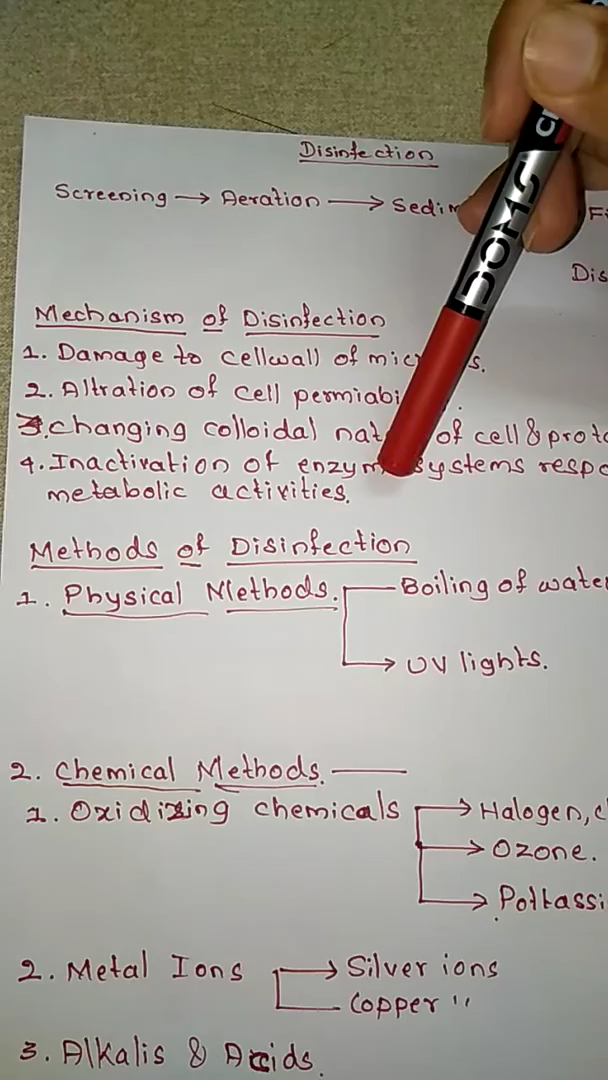 Disinfection
Screening → Aeration → Sedim
Dis
Mechanism of Disinfection
1. Damage to cellwall of mic s.
2. Altration of cell permiabi
3. changing colloidal nat of cell & proto
4. Inactivation of enzym systems respo
metabolic activities.
Methods of Disinfection
1. Physical Methods. Boiling of wate
→ UV lights.
2. Chemical Methods.
1. Oxidizing chemicals → Halogen, c
→ Ozone.
→ Pottassi
2. Metal Ions → Silver ions
Copper "
3. Alkalis & Acids.
DOMS